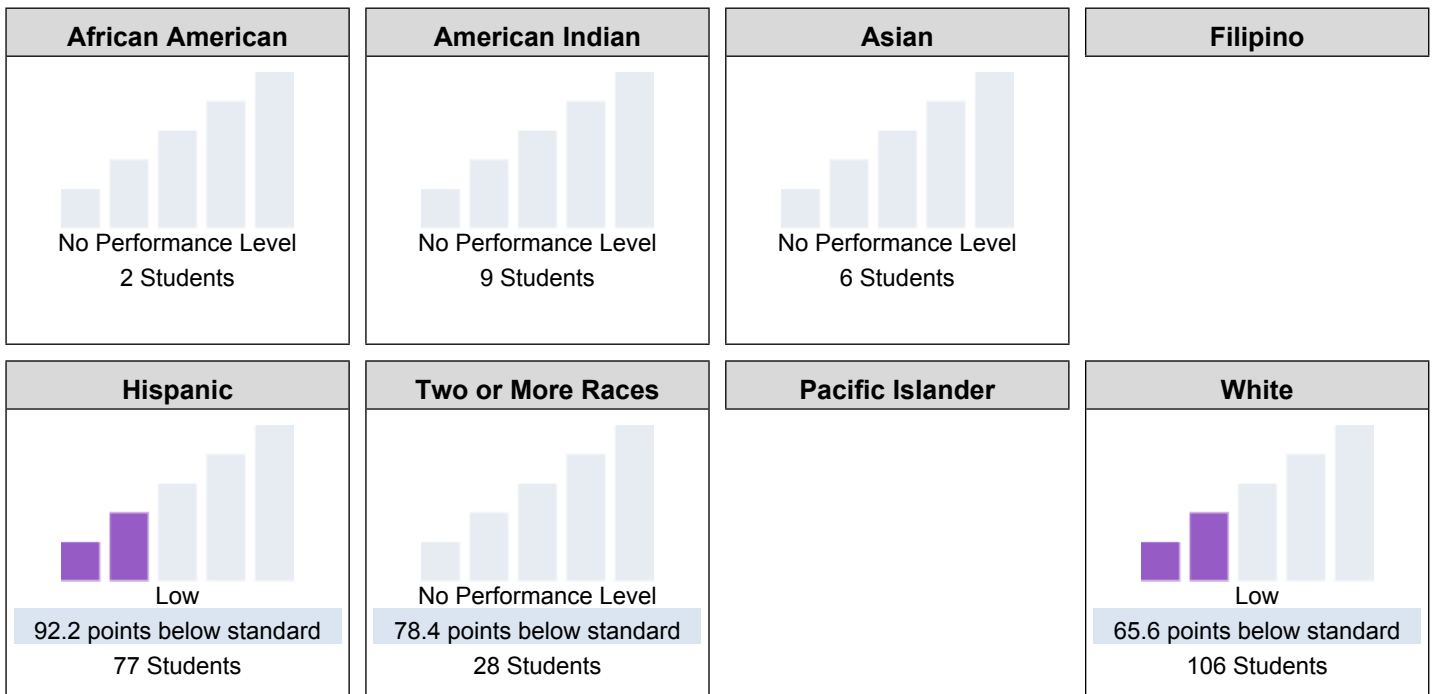 African American
No Performance Level
2 Students
American Indian
No Performance Level
9 Students
Asian
No Performance Level
6 Students
Filipino
Hispanic
Low
92.2 points below standard
77 Students
Two or More Races
No Performance Level
78.4 points below standard
28 Students
Pacific Islander
White
Low
65.6 points below standard
106 Students